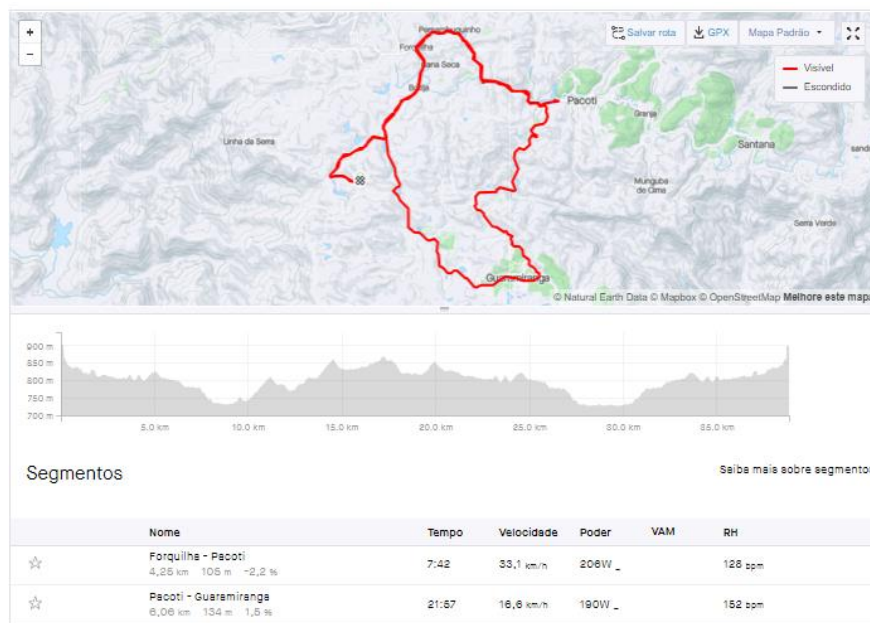 +
Pernambuquinho
Salvar rota
GPX
Mapa Padrão
−
Forquilha
Visível
Escondido
Pacoti
Granja
Linha da Serra
Santana
Munguba
de Cima
Serra Verde
Guaramiranga
© Natural Earth Data © Mapbox © OpenStreetMap Melhore este mapa
900 m
850 m
800 m
750 m
700 m
5.0 km 10.0 km 15.0 km 20.0 km 25.0 km 30.0 km 35.0 km
Segmentos
Saiba mais sobre segmentos
Nome Tempo Velocidade Poder VAM RH
Forquilha - Pacoti
7:42 33,1 km/h 206W _ 128 bpm
4,25 km 105 m -2,2 %
Pacoti - Guaramiranga
21:57 16,6 km/h 190W _ 152 bpm
6,06 km 134 m 1,5 %